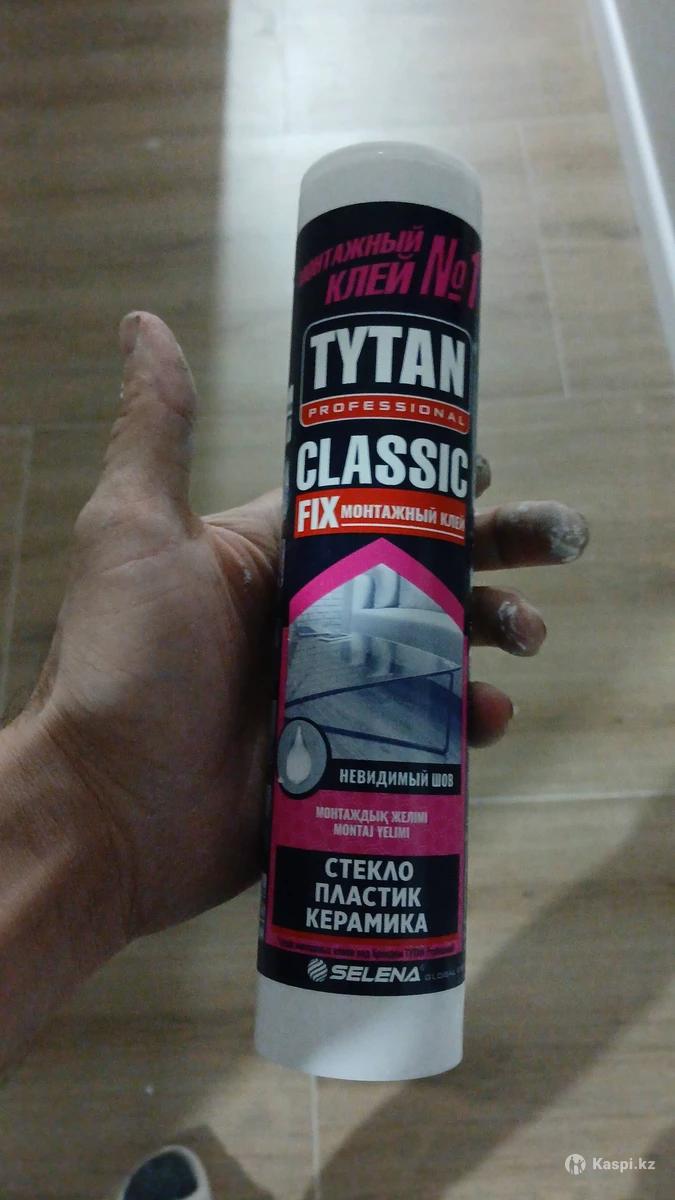 МОНТАЖНЫЙ
КЛЕЙ №1
TYTAN
PROFESSIONAL
CLASSIC
FIX МОНТАЖНЫЙ КЛЕЙ
НЕВИДИМЫЙ ШОВ
МОНТАЖДЫҚ ЖЕЛІМІ
MONTAJ YELIMI
СТЕКЛО
ПЛАСТИК
КЕРАМИКА
SELENA
GLOBAL
Kaspi.kz